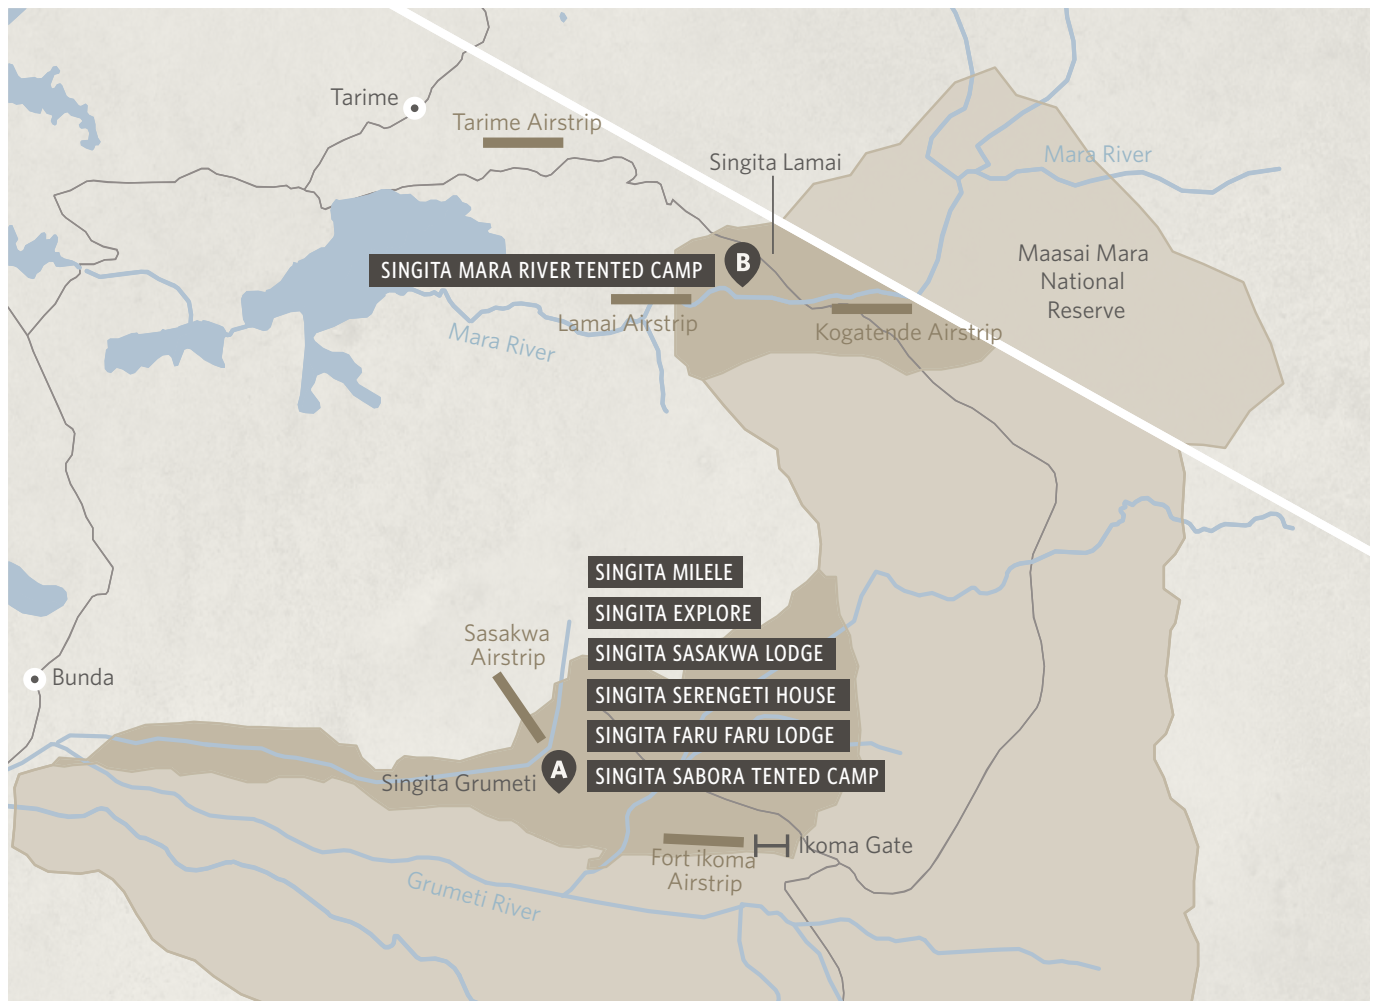 Tarime
Tarime Airstrip
Singita Lamai
Mara River
Maasai Mara
National
Reserve
SINGITA MARA RIVER TENTED CAMP
B
Lamai Airstrip
Kogatende Airstrip
Mara River
SINGITA MILELE
SINGITA EXPLORE
Sasakwa
Airstrip
SINGITA SASAKWA LODGE
Bunda
SINGITA SERENGETI HOUSE
SINGITA FARU FARU LODGE
Singita Grumeti
A
SINGITA SABORA TENTED CAMP
Ikoma Gate
Fort ikoma
Airstrip
Grumeti River